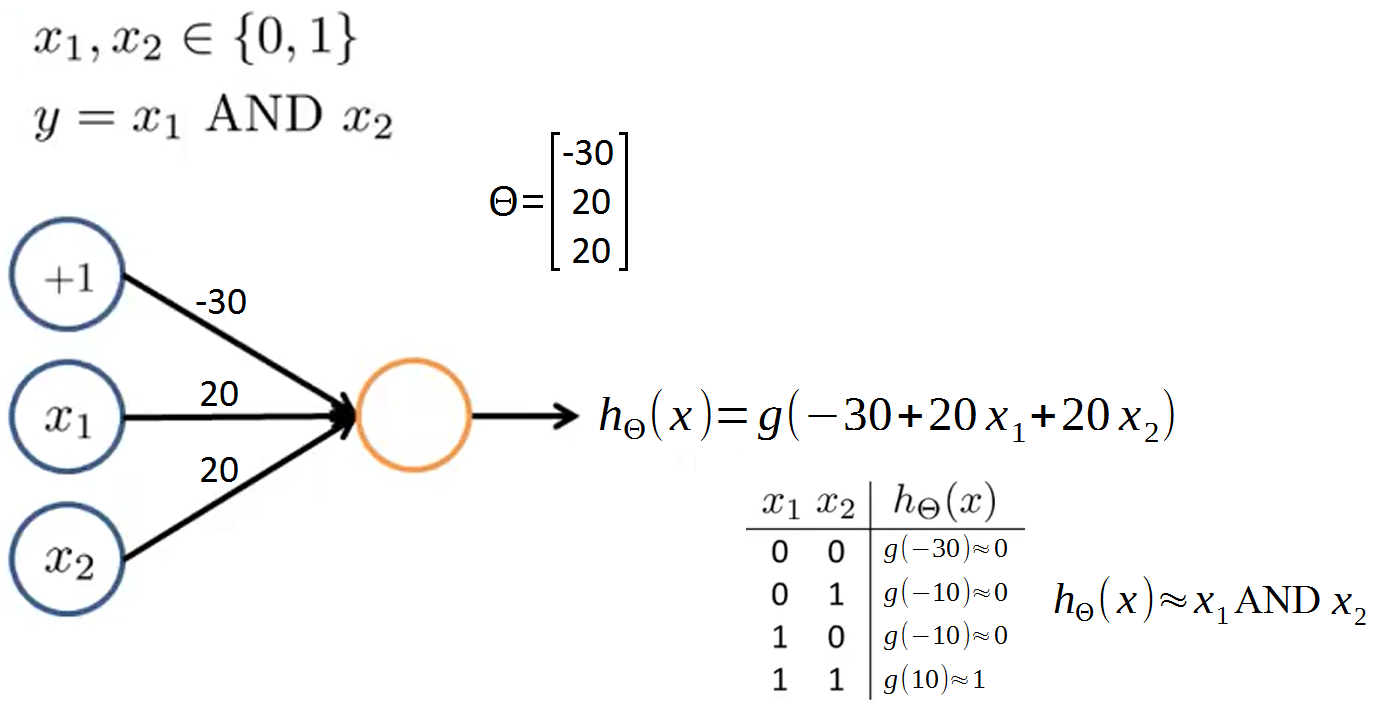 x₁, x₂ ∈ {0, 1}
y = x₁ AND x₂
Θ=[-30
20
20]
+1
-30
x₁
20
20
x₂
hΘ(x)=g(−30+20x₁+20x₂)
x₁ x₂ | hΘ(x)
0 0 | g(−30)≈0
0 1 | g(−10)≈0
1 0 | g(−10)≈0
1 1 | g(10)≈1
hΘ(x)≈x₁ AND x₂